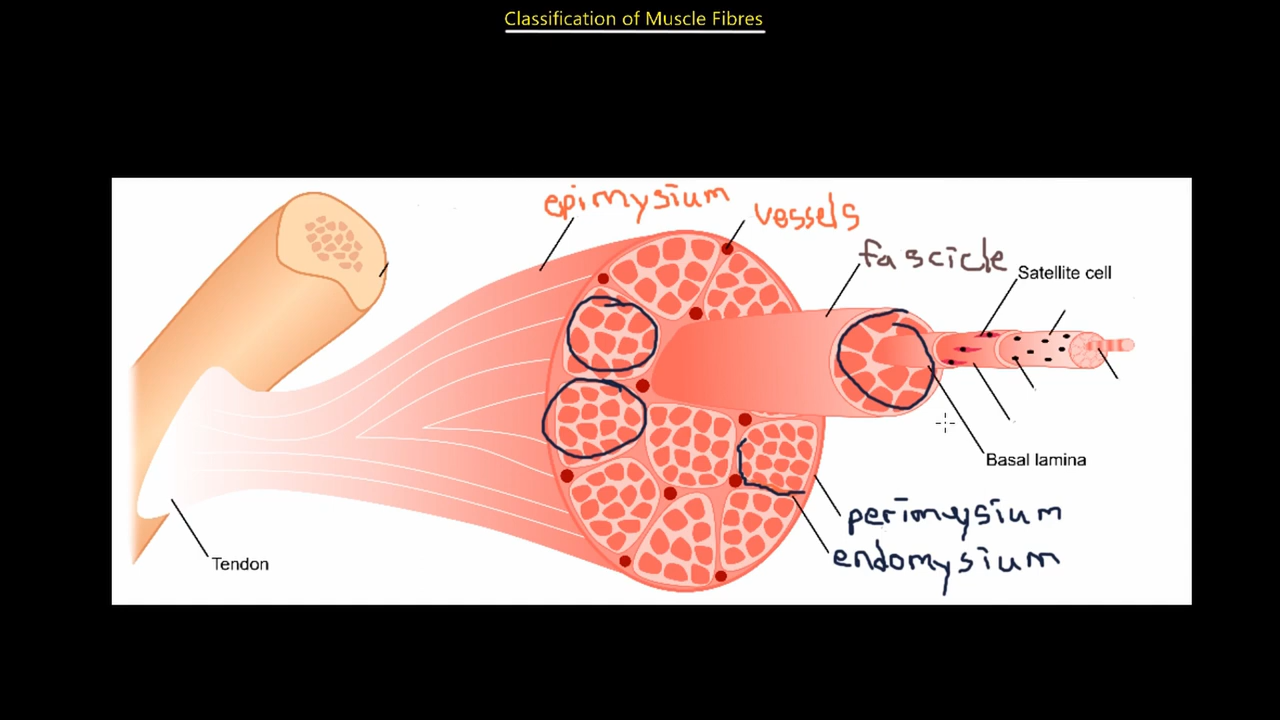 Classification of Muscle Fibres
epimysium
vessels
fascicle
Satellite cell
Basal lamina
perimysium
endomysium
Tendon